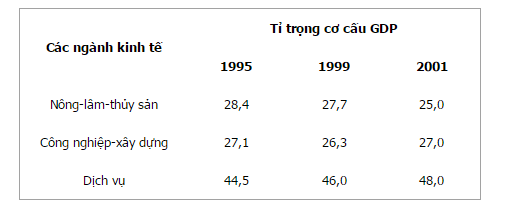 Các ngành kinh tế
Tỉ trọng cơ cấu GDP
1995 1999 2001
Nông-lâm-thủy sản 28,4 27,7 25,0
Công nghiệp-xây dựng 27,1 26,3 27,0
Dịch vụ 44,5 46,0 48,0